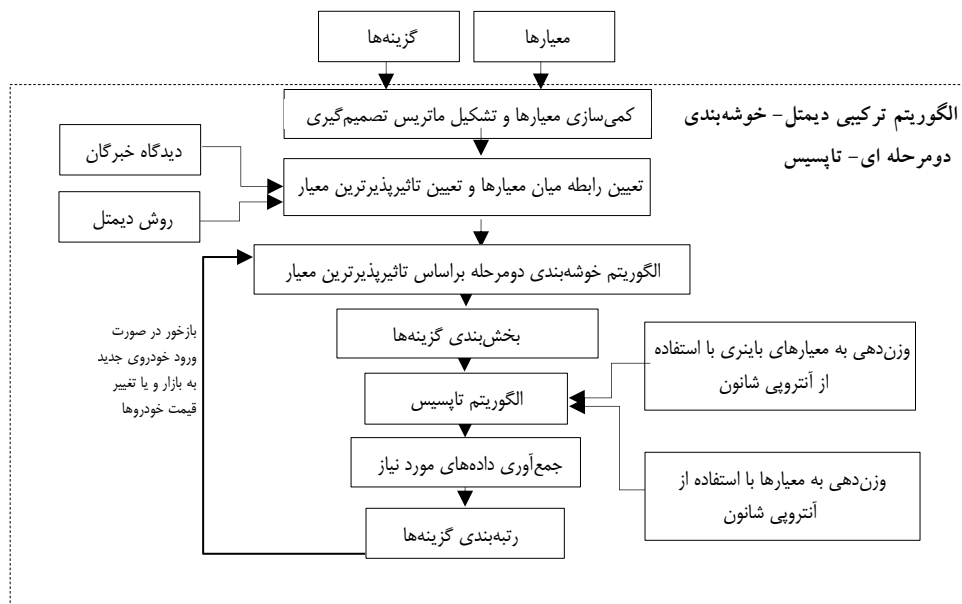 معیارها
گزینه‌ها
الگوریتم ترکیبی دیمتل- خوشه‌بندی
دومرحله ای- تاپسیس
کمی‌سازی معیارها و تشکیل ماتریس تصمیم‌گیری
دیدگاه خبرگان
تعیین رابطه میان معیارها و تعیین تاثیرپذیرترین معیار
روش دیمتل
الگوریتم خوشه‌بندی دومرحله براساس تاثیرپذیرترین معیار
بازخور در صورت
ورود خودروی جدید
به بازار و یا تغییر
قیمت خودروها
بخش‌بندی گزینه‌ها
وزن‌دهی به معیارهای باینری با استفاده
از آنتروپی شانون
الگوریتم تاپسیس
جمع‌آوری داده‌های مورد نیاز
وزن‌دهی به معیارها با استفاده از
آنتروپی شانون
رتبه‌بندی گزینه‌ها